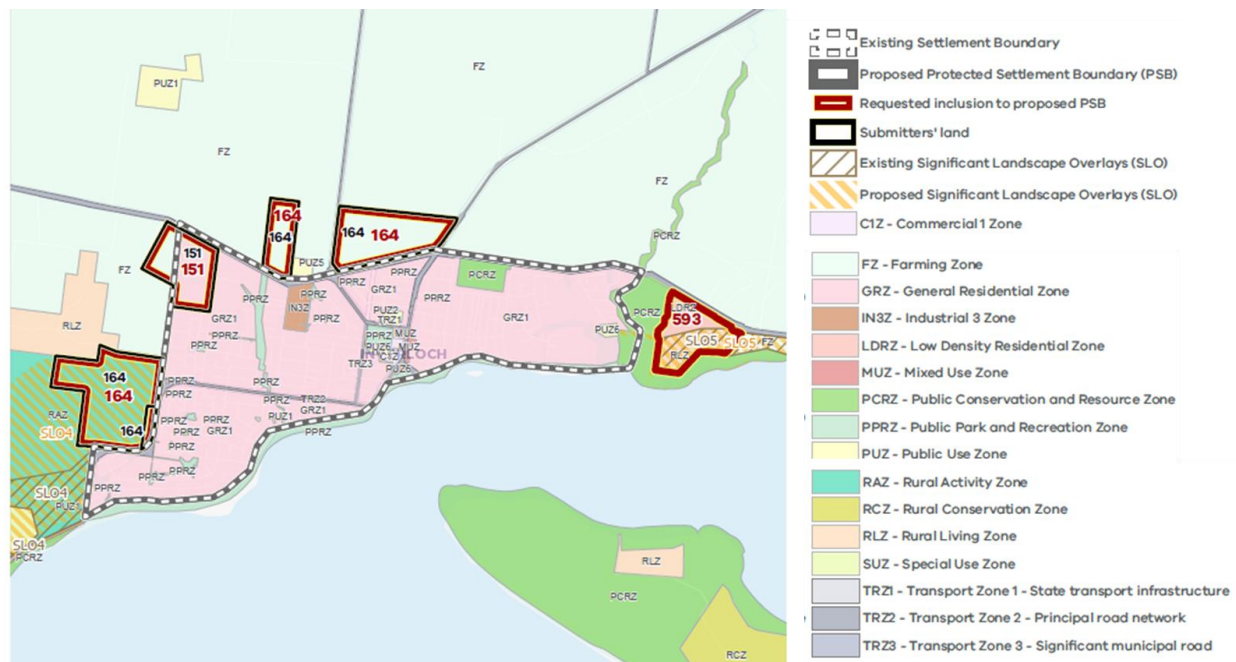 FZ
PUZ1
FZ
FZ
PCRZ
164
164
164
164
151
151
FZ
PUZ5
PPRZ
PPRZ
PCRZ
GRZ1
PPRZ
PPRZ
IN3Z
PPRZ
PPRZ
RLZ
GRZ1
PPRZ
PPRZ
PUZ2
TRZ1
PPRZ
MUZ
PUZ6
MUZ
C1Z
TRZ3
PUZ6
GRZ1
PUZ6
PCRZ
LDRZ
593
SLO5
SLO5
FZ
RLZ
164
164
164
RAZ
SLO4
PPRZ
PPRZ
TRZ2
PPRZ
GRZ1
PUZ1
PPRZ
PPRZ
PPRZ
PPRZ
GRZ1
PPRZ
PPRZ
PPRZ
PPRZ
SLO4
PUZ1
SLO4
PCRZ
RLZ
PCRZ
RCZ
Existing Settlement Boundary
Proposed Protected Settlement Boundary (PSB)
Requested inclusion to proposed PSB
Submitters' land
Existing Significant Landscape Overlays (SLO)
Proposed Significant Landscape Overlays (SLO)
C1Z - Commercial 1 Zone
FZ - Farming Zone
GRZ - General Residential Zone
IN3Z - Industrial 3 Zone
LDRZ - Low Density Residential Zone
MUZ - Mixed Use Zone
PCRZ - Public Conservation and Resource Zone
PPRZ - Public Park and Recreation Zone
PUZ - Public Use Zone
RAZ - Rural Activity Zone
RCZ - Rural Conservation Zone
RLZ - Rural Living Zone
SUZ - Special Use Zone
TRZ1 - Transport Zone 1 - State transport infrastructure
TRZ2 - Transport Zone 2 - Principal road network
TRZ3 - Transport Zone 3 - Significant municipal road